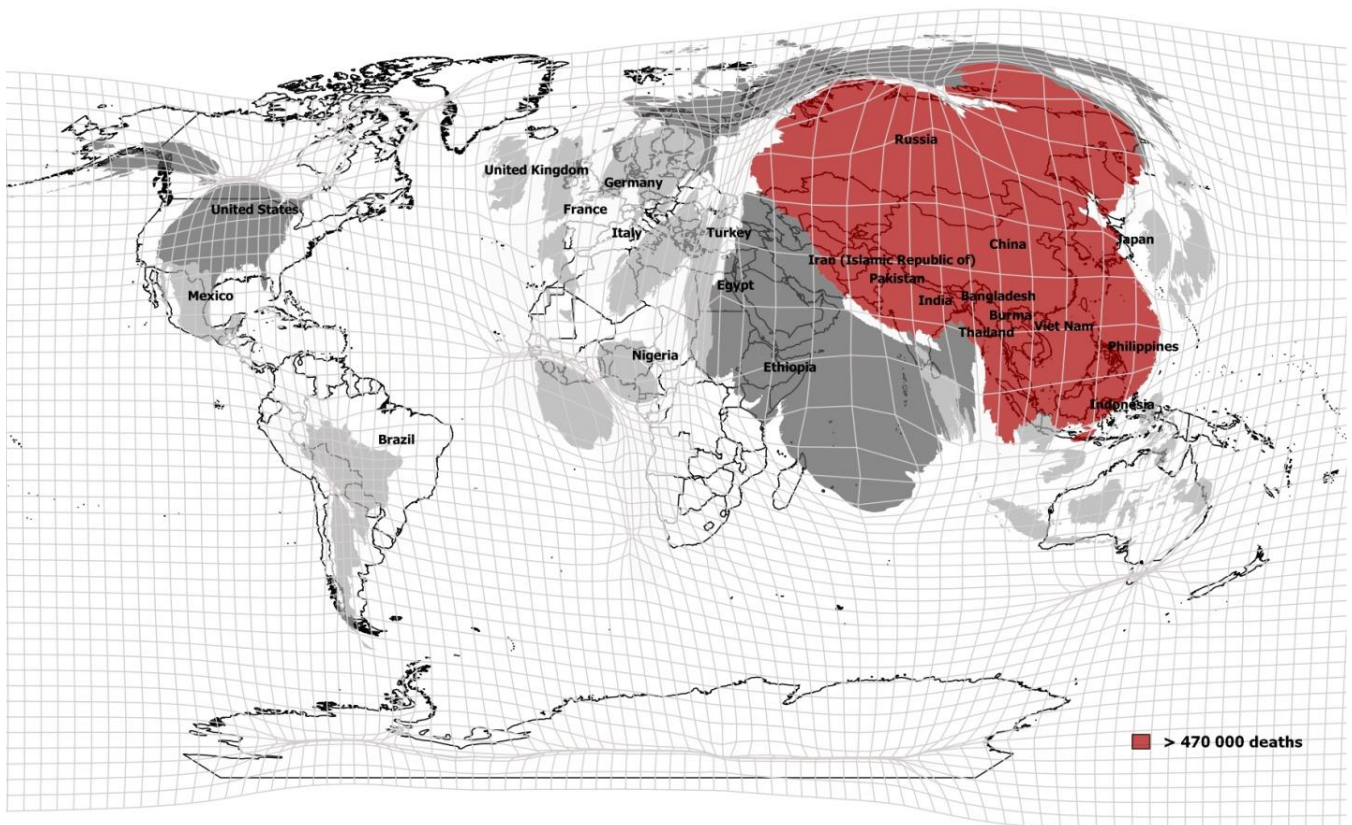 Russia
United Kingdom
Germany
United States
France
Italy
Turkey
Japan
China
Iran (Islamic Republic of)
Pakistan
Egypt
Mexico
India
Bangladesh
Burma
Viet Nam
Thailand
Philippines
Nigeria
Ethiopia
Indonesia
Brazil
> 470 000 deaths